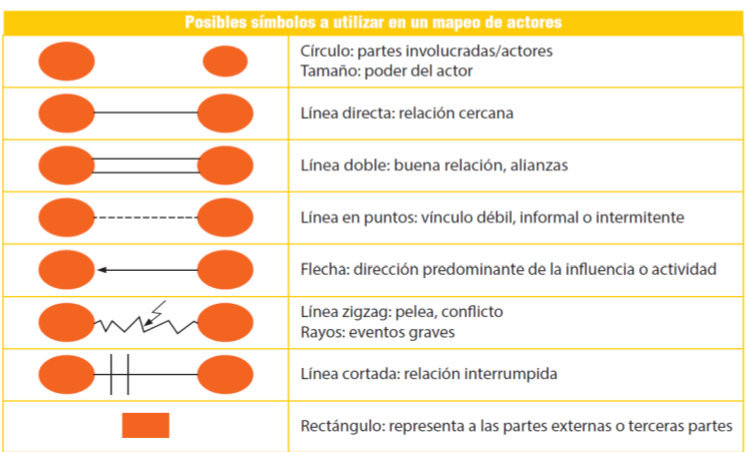 Posibles símbolos a utilizar en un mapeo de actores
Círculo: partes involucradas/actores
Tamaño: poder del actor
Línea directa: relación cercana
Línea doble: buena relación, alianzas
Línea en puntos: vínculo débil, informal o intermitente
Flecha: dirección predominante de la influencia o actividad
Línea zigzag: pelea, conflicto
Rayos: eventos graves
Línea cortada: relación interrumpida
Rectángulo: representa a las partes externas o terceras partes